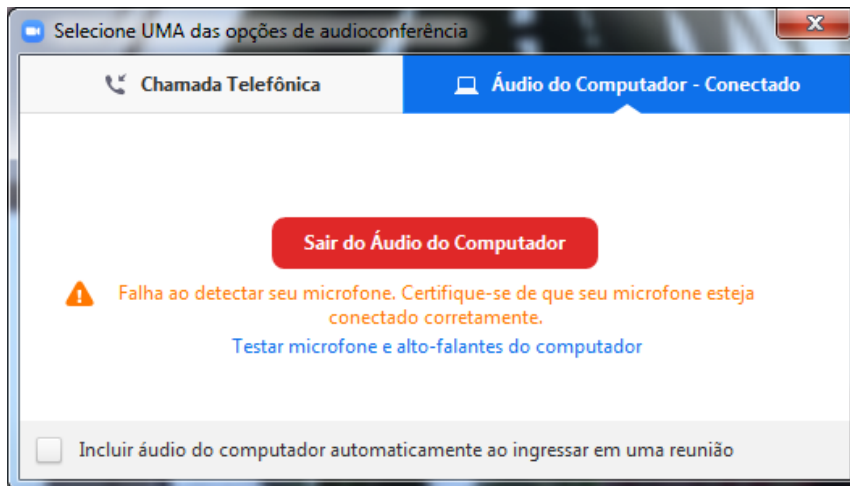 Selecione UMA das opções de audioconferência
X
Chamada Telefônica
Áudio do Computador - Conectado
Sair do Áudio do Computador
Falha ao detectar seu microfone. Certifique-se de que seu microfone esteja
conectado corretamente.
Testar microfone e alto-falantes do computador
Incluir áudio do computador automaticamente ao ingressar em uma reunião